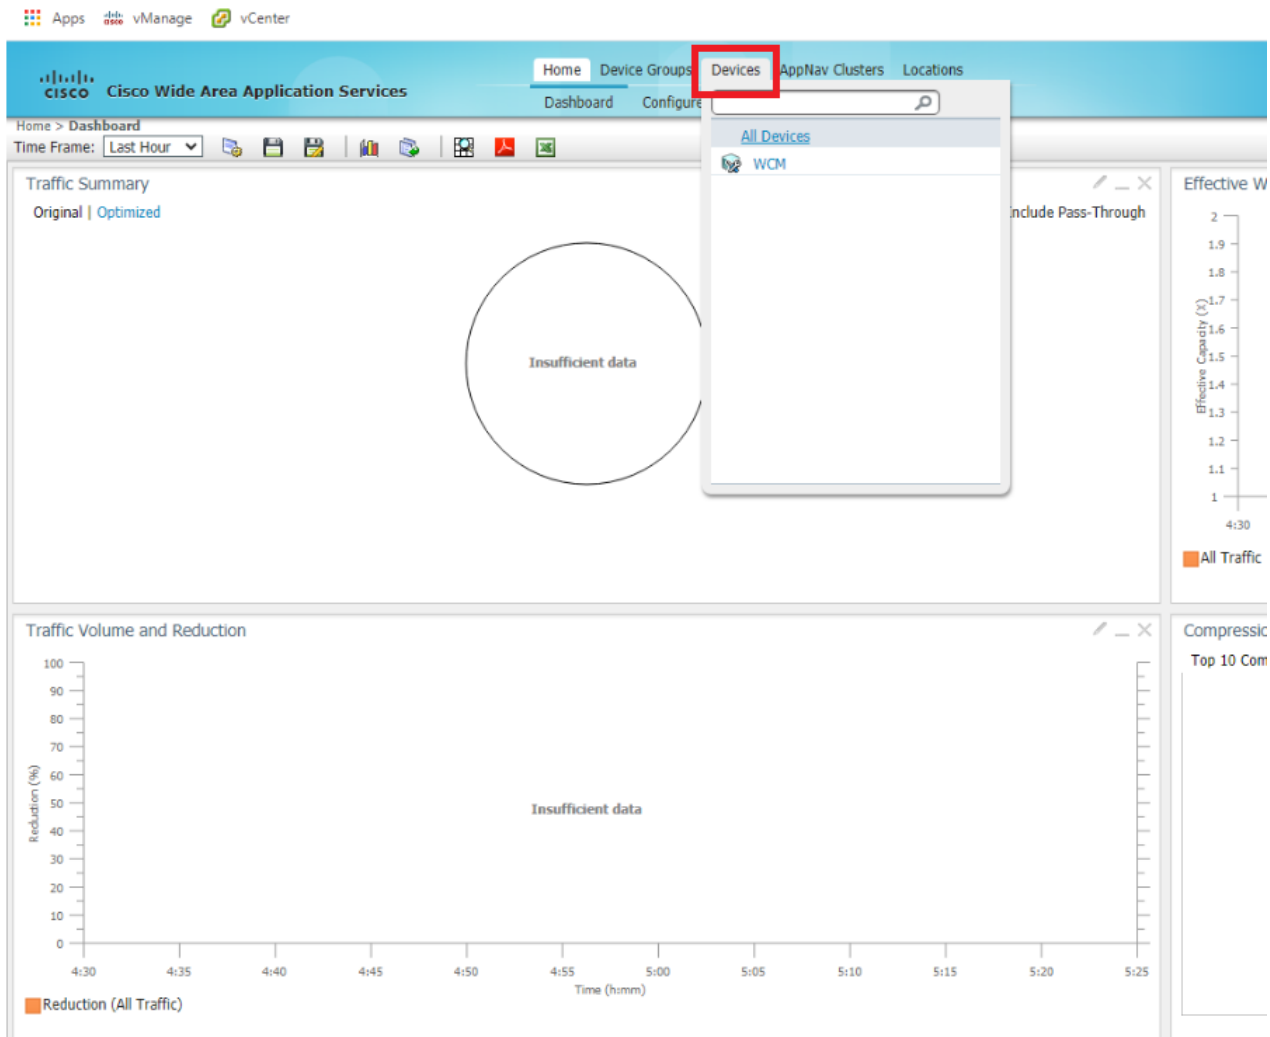 Apps vManage vCenter
Home Device Groups Devices AppNav Clusters Locations
CISCO Cisco Wide Area Application Services
Dashboard Configure
Home > Dashboard
Time Frame: Last Hour
All Devices
WCM
Traffic Summary
Original | Optimized
Include Pass-Through
Insufficient data
Effective W
2
1.9
1.8
1.7
1.6
1.5
1.4
1.3
1.2
1.1
1
Effective Capacity (X)
4:30
All Traffic
Traffic Volume and Reduction
100
90
80
70
60
50
40
30
20
10
0
Reduction (%)
Insufficient data
4:30 4:35 4:40 4:45 4:50 4:55 5:00 5:05 5:10 5:15 5:20 5:25
Time (h:mm)
Reduction (All Traffic)
Compressio
Top 10 Com